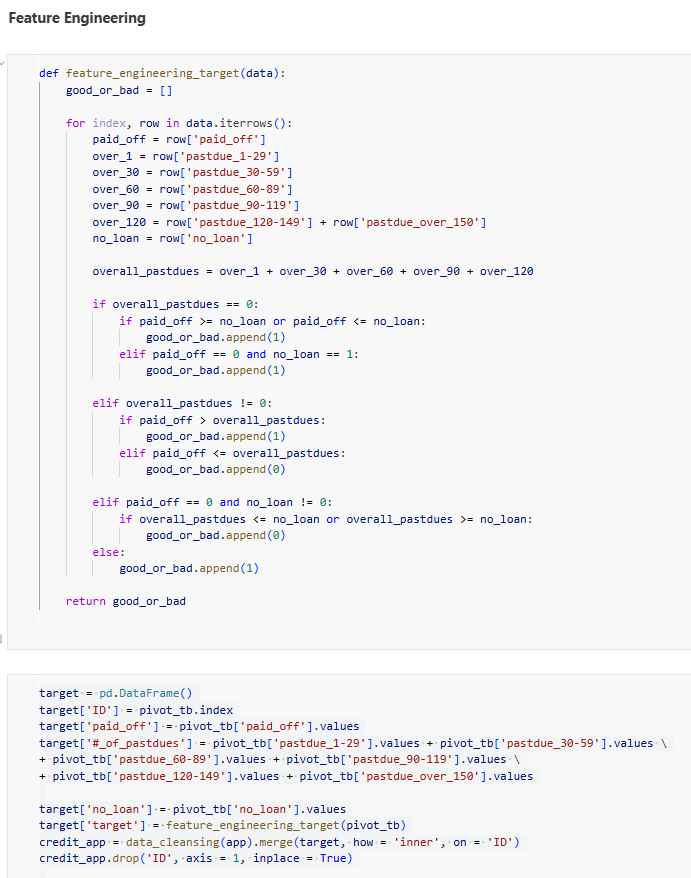 Feature Engineering
def feature_engineering_target(data):
    good_or_bad = []

    for index, row in data.iterrows():
        paid_off = row['paid_off']
        over_1 = row['pastdue_1-29']
        over_30 = row['pastdue_30-59']
        over_60 = row['pastdue_60-89']
        over_90 = row['pastdue_90-119']
        over_120 = row['pastdue_120-149'] + row['pastdue_over_150']
        no_loan = row['no_loan']

        overall_pastdues = over_1 + over_30 + over_60 + over_90 + over_120

        if overall_pastdues == 0:
            if paid_off >= no_loan or paid_off <= no_loan:
                good_or_bad.append(1)
            elif paid_off == 0 and no_loan == 1:
                good_or_bad.append(1)

        elif overall_pastdues != 0:
            if paid_off > overall_pastdues:
                good_or_bad.append(1)
            elif paid_off <= overall_pastdues:
                good_or_bad.append(0)

        elif paid_off == 0 and no_loan != 0:
            if overall_pastdues <= no_loan or overall_pastdues >= no_loan:
                good_or_bad.append(0)
        else:
            good_or_bad.append(1)

    return good_or_bad

target = pd.DataFrame()
target['ID'] = pivot_tb.index
target['paid_off'] = pivot_tb['paid_off'].values
target['#_of_pastdues'] = pivot_tb['pastdue_1-29'].values + pivot_tb['pastdue_30-59'].values \
+ pivot_tb['pastdue_60-89'].values + pivot_tb['pastdue_90-119'].values \
+ pivot_tb['pastdue_120-149'].values + pivot_tb['pastdue_over_150'].values

target['no_loan'] = pivot_tb['no_loan'].values
target['target'] = feature_engineering_target(pivot_tb)
credit_app = data_cleansing(app).merge(target, how = 'inner', on = 'ID')
credit_app.drop('ID', axis = 1, inplace = True)